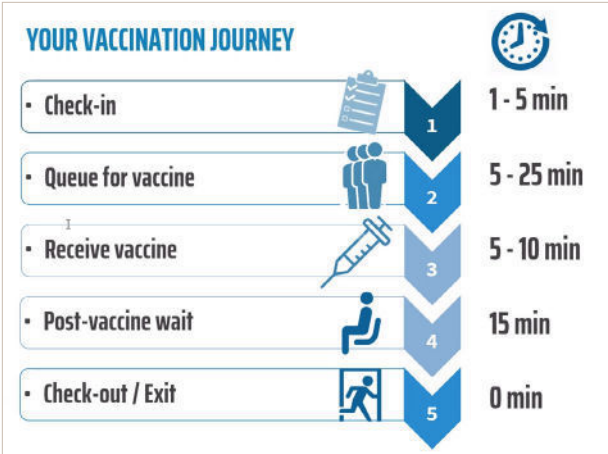 YOUR VACCINATION JOURNEY
• Check-in 1 1 - 5 min
• Queue for vaccine 2 5 - 25 min
• Receive vaccine 3 5 - 10 min
• Post-vaccine wait 4 15 min
• Check-out / Exit 5 0 min